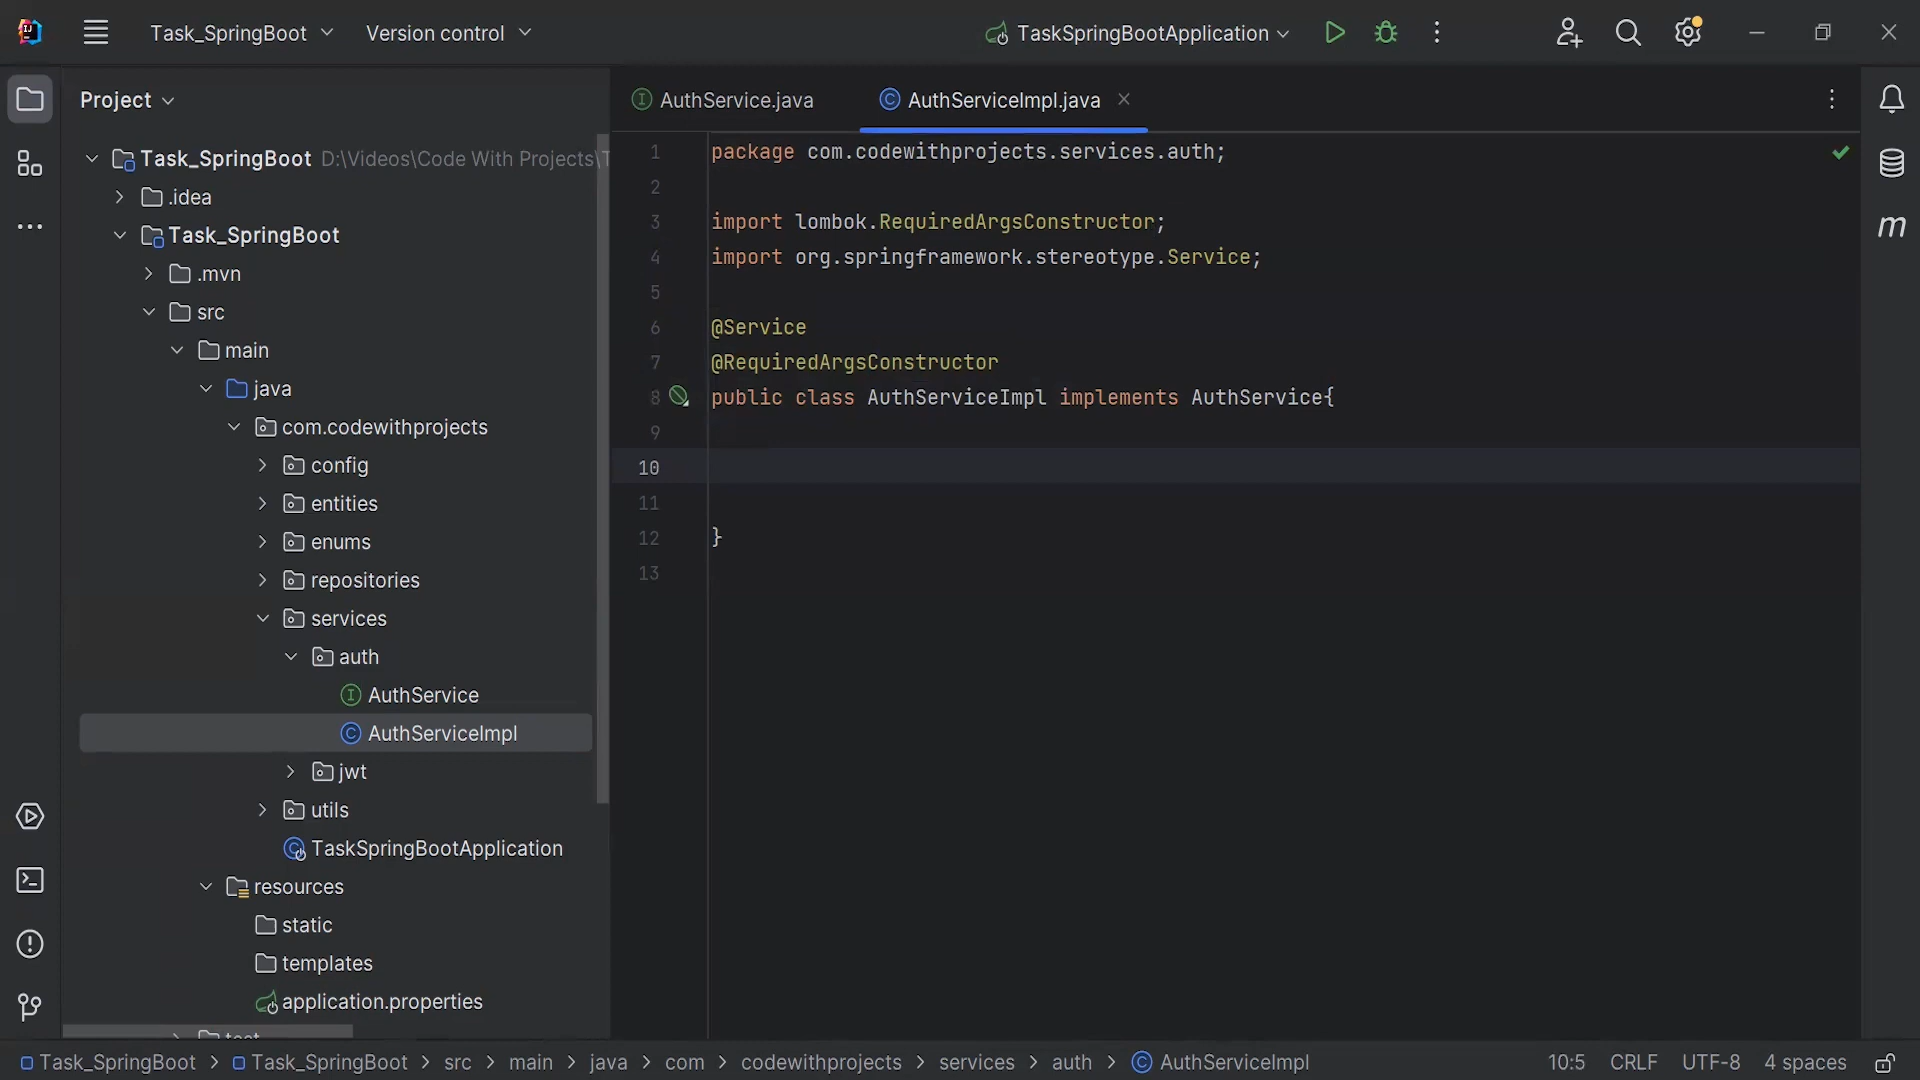 Task_SpringBoot
Version control
TaskSpringBootApplication
Project
AuthService.java
AuthServiceImpl.java
Task_SpringBoot D:\Videos\Code With Projects\T
.idea
Task_SpringBoot
.mvn
src
main
java
com.codewithprojects
config
entities
enums
repositories
services
auth
AuthService
AuthServiceImpl
jwt
utils
TaskSpringBootApplication
resources
static
templates
application.properties
1 package com.codewithprojects.services.auth;
2
3 import lombok.RequiredArgsConstructor;
4 import org.springframework.stereotype.Service;
5
6 @Service
7 @RequiredArgsConstructor
8 public class AuthServiceImpl implements AuthService{
9
10
11
12 }
13
m
Task_SpringBoot > Task_SpringBoot > src > main > java > com > codewithprojects > services > auth > AuthServiceImpl
10:5 CRLF UTF-8 4 spaces